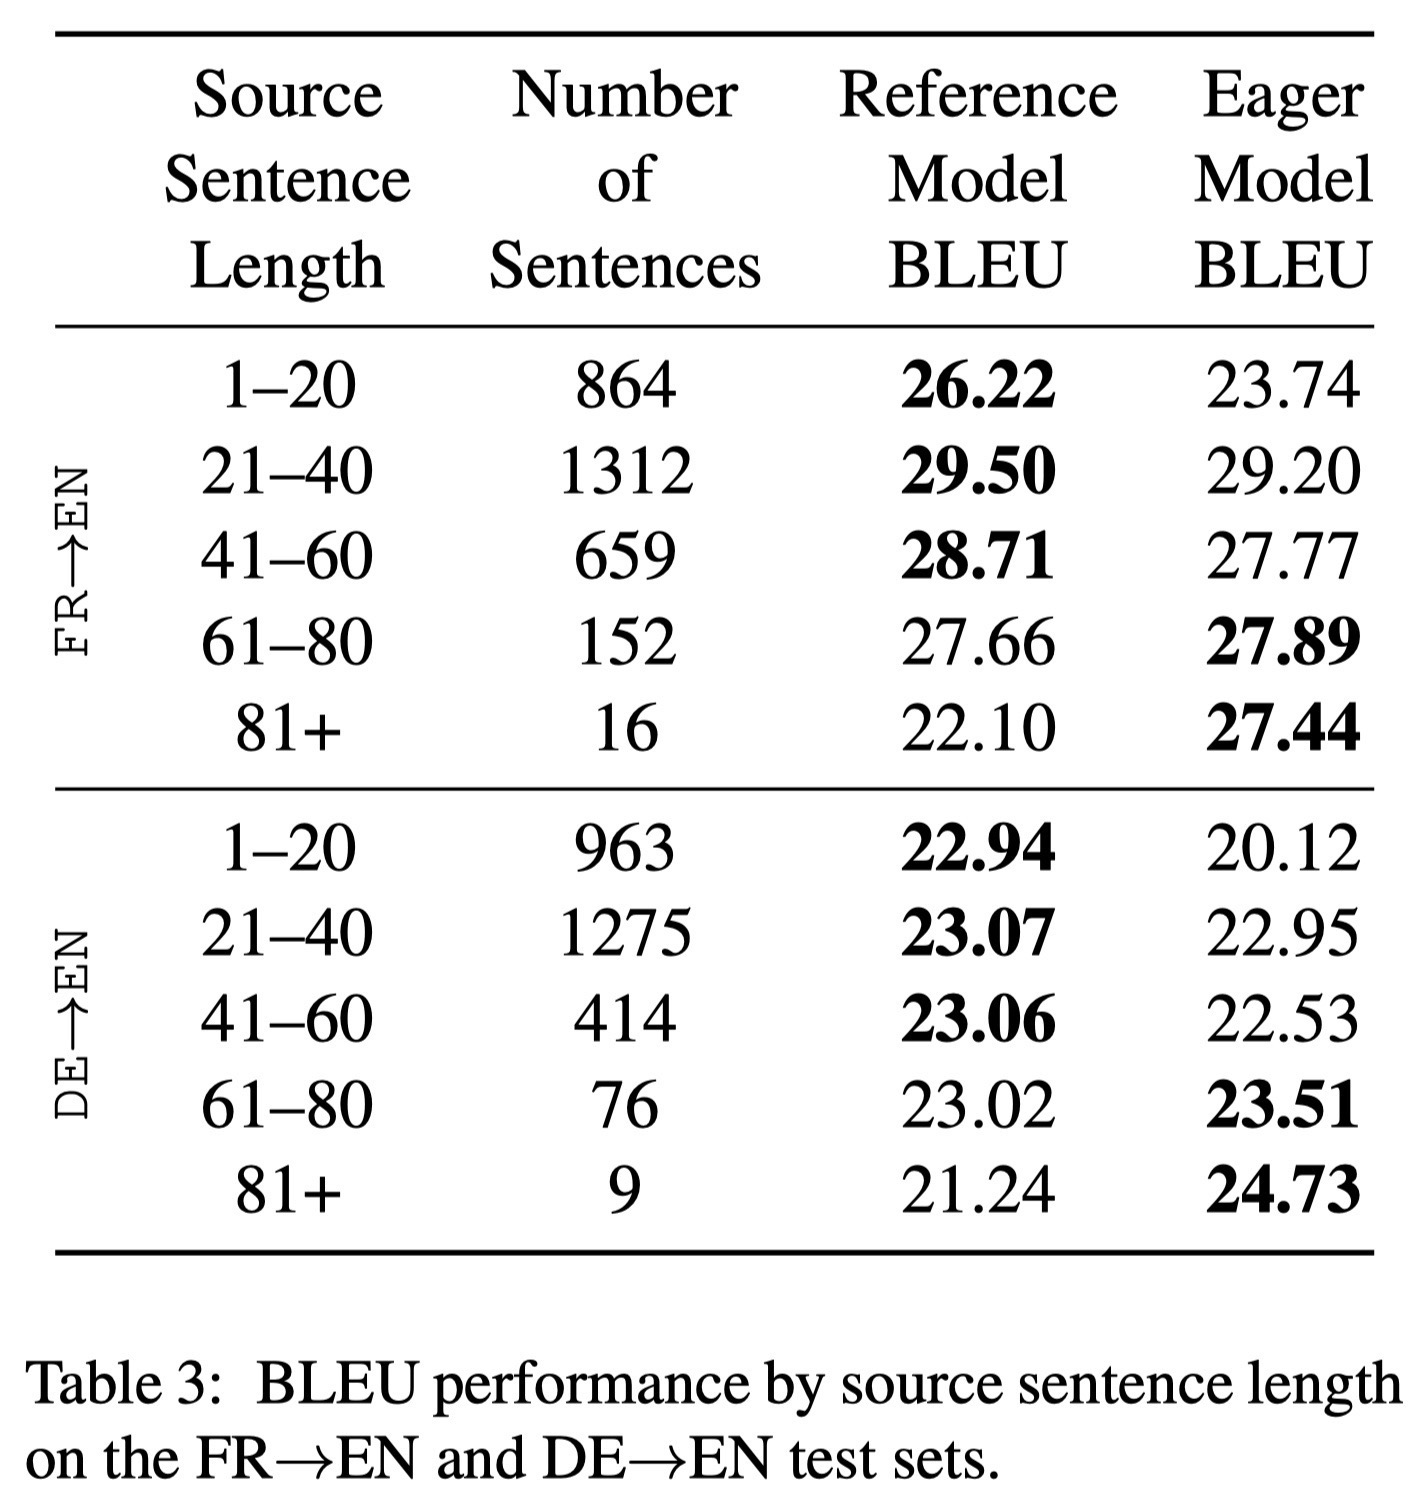 Source Number Reference Eager
Sentence of Model Model
Length Sentences BLEU BLEU
FR→EN
1–20 864 26.22 23.74
21–40 1312 29.50 29.20
41–60 659 28.71 27.77
61–80 152 27.66 27.89
81+ 16 22.10 27.44
DE→EN
1–20 963 22.94 20.12
21–40 1275 23.07 22.95
41–60 414 23.06 22.53
61–80 76 23.02 23.51
81+ 9 21.24 24.73
Table 3: BLEU performance by source sentence length
on the FR→EN and DE→EN test sets.